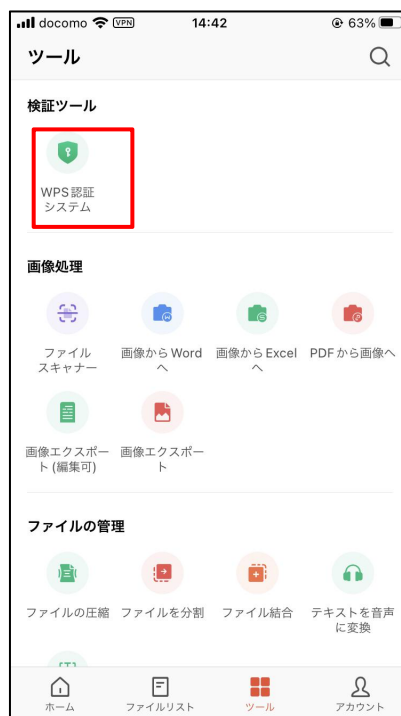 docomo VPN 14:42 63%
ツール
検証ツール
WPS認証
システム
画像処理
ファイル
スキャナー
画像から Word
へ
画像から Excel
へ
PDF から画像へ
画像エクスポー
ト (編集可)
画像エクスポー
ト
ファイルの管理
ファイルの圧縮
ファイルを分割
ファイル結合
テキストを音声
に変換
ホーム
ファイルリスト
ツール
アカウント